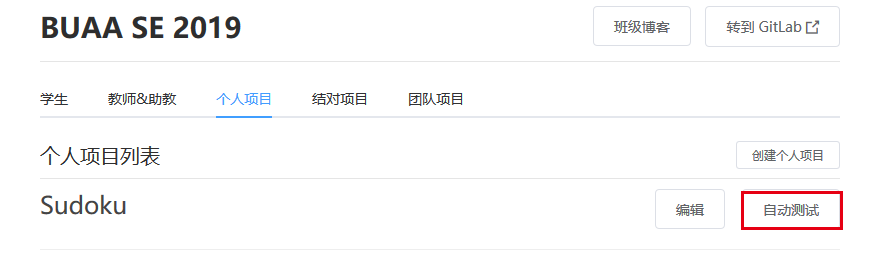 BUAA SE 2019 班级博客 转到 GitLab
学生 教师&助教 个人项目 结对项目 团队项目
个人项目列表 创建个人项目
Sudoku 编辑 自动测试